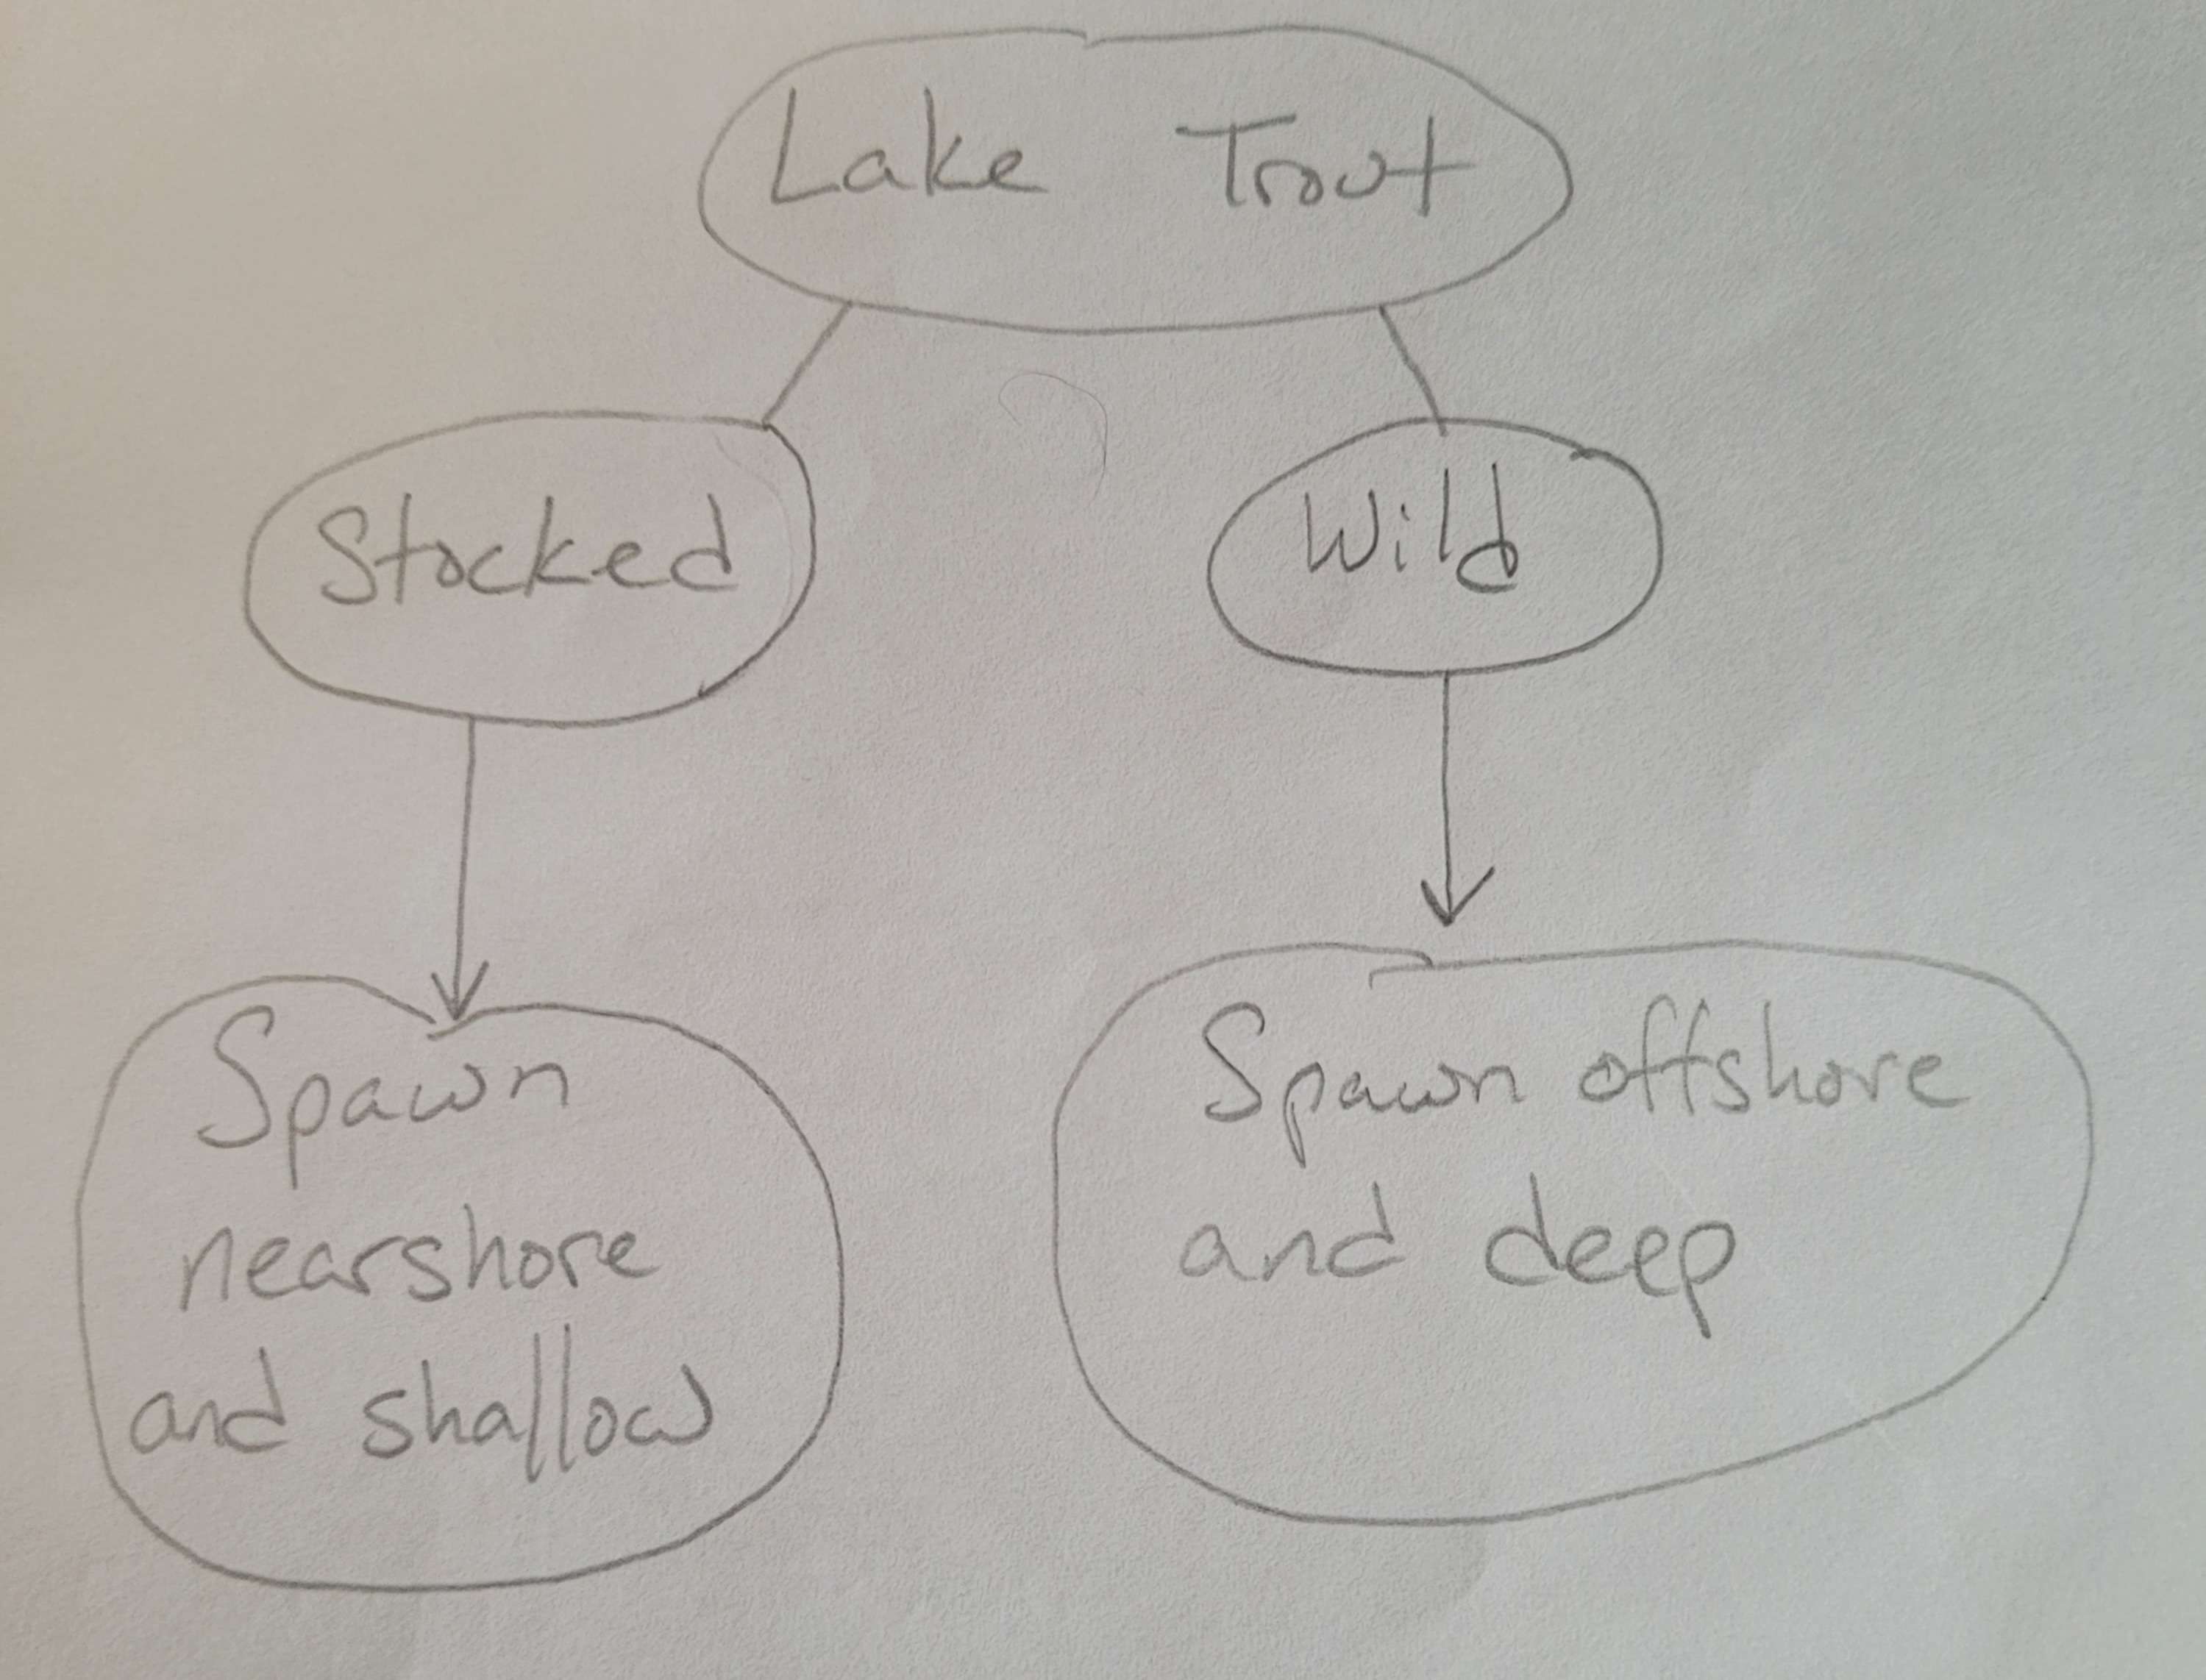 Lake Trout
Stocked
Wild
Spawn
nearshore
and shallow
Spawn offshore
and deep